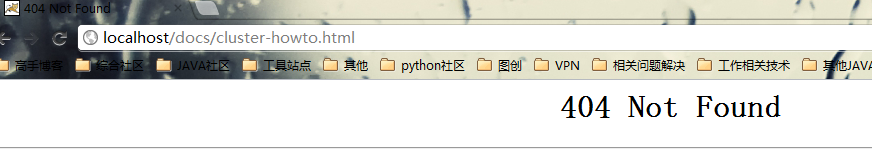 404 Not Found
localhost/docs/cluster-howto.html
高手博客 综合社区 JAVA社区 工具站点 其他 python社区 图创 VPN 相关问题解决 工作相关技术 其他JAVA
404 Not Found